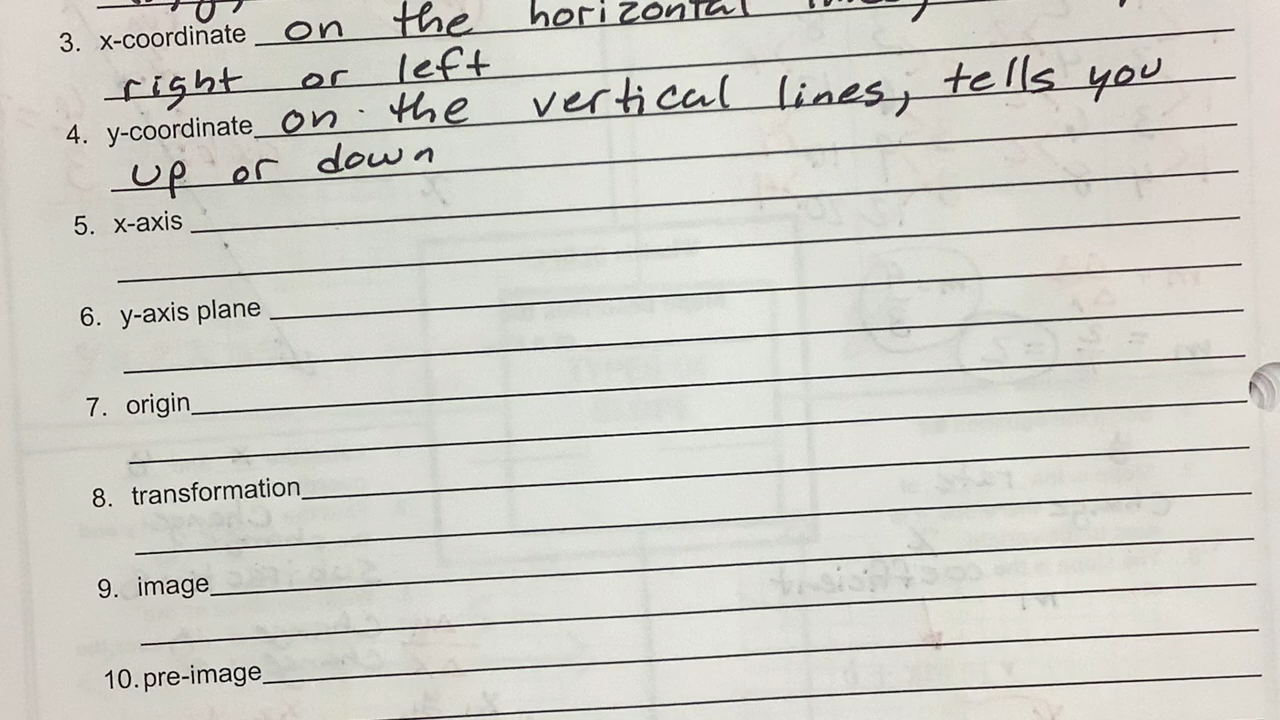 3. x-coordinate on the horizontal
right or left
4. y-coordinate on the vertical lines, tells you
up or down
5. x-axis
6. y-axis plane
7. origin
8. transformation
9. image
10. pre-image